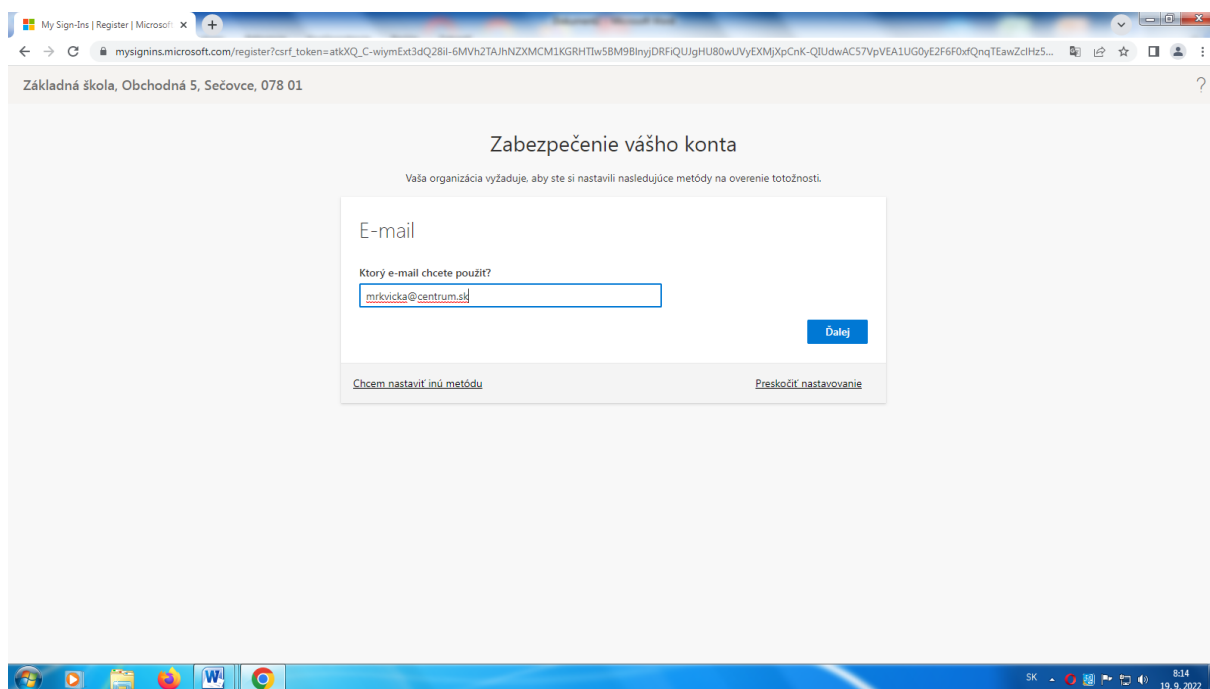 My Sign-Ins | Register | Microsoft
mysignins.microsoft.com/register?csrf_token=atkXQ_C-wiymExt3dQ28il-6MVh2TAJhNZXMCM1KGRHTIw5BM9BlnyjDRFiQUJgHU80wUVyEXMjXpCnK-QIUdwAC57VpVEA1UG0yE2F6F0xfQnqTEawZclHz5...
Základná škola, Obchodná 5, Sečovce, 078 01
?
Zabezpečenie vášho konta
Vaša organizácia vyžaduje, aby ste si nastavili nasledujúce metódy na overenie totožnosti.
E-mail
Ktorý e-mail chcete použiť?
mrkvicka@centrum.sk
Ďalej
Chcem nastaviť inú metódu
Preskočiť nastavovanie
SK
8:14
19. 9. 2022